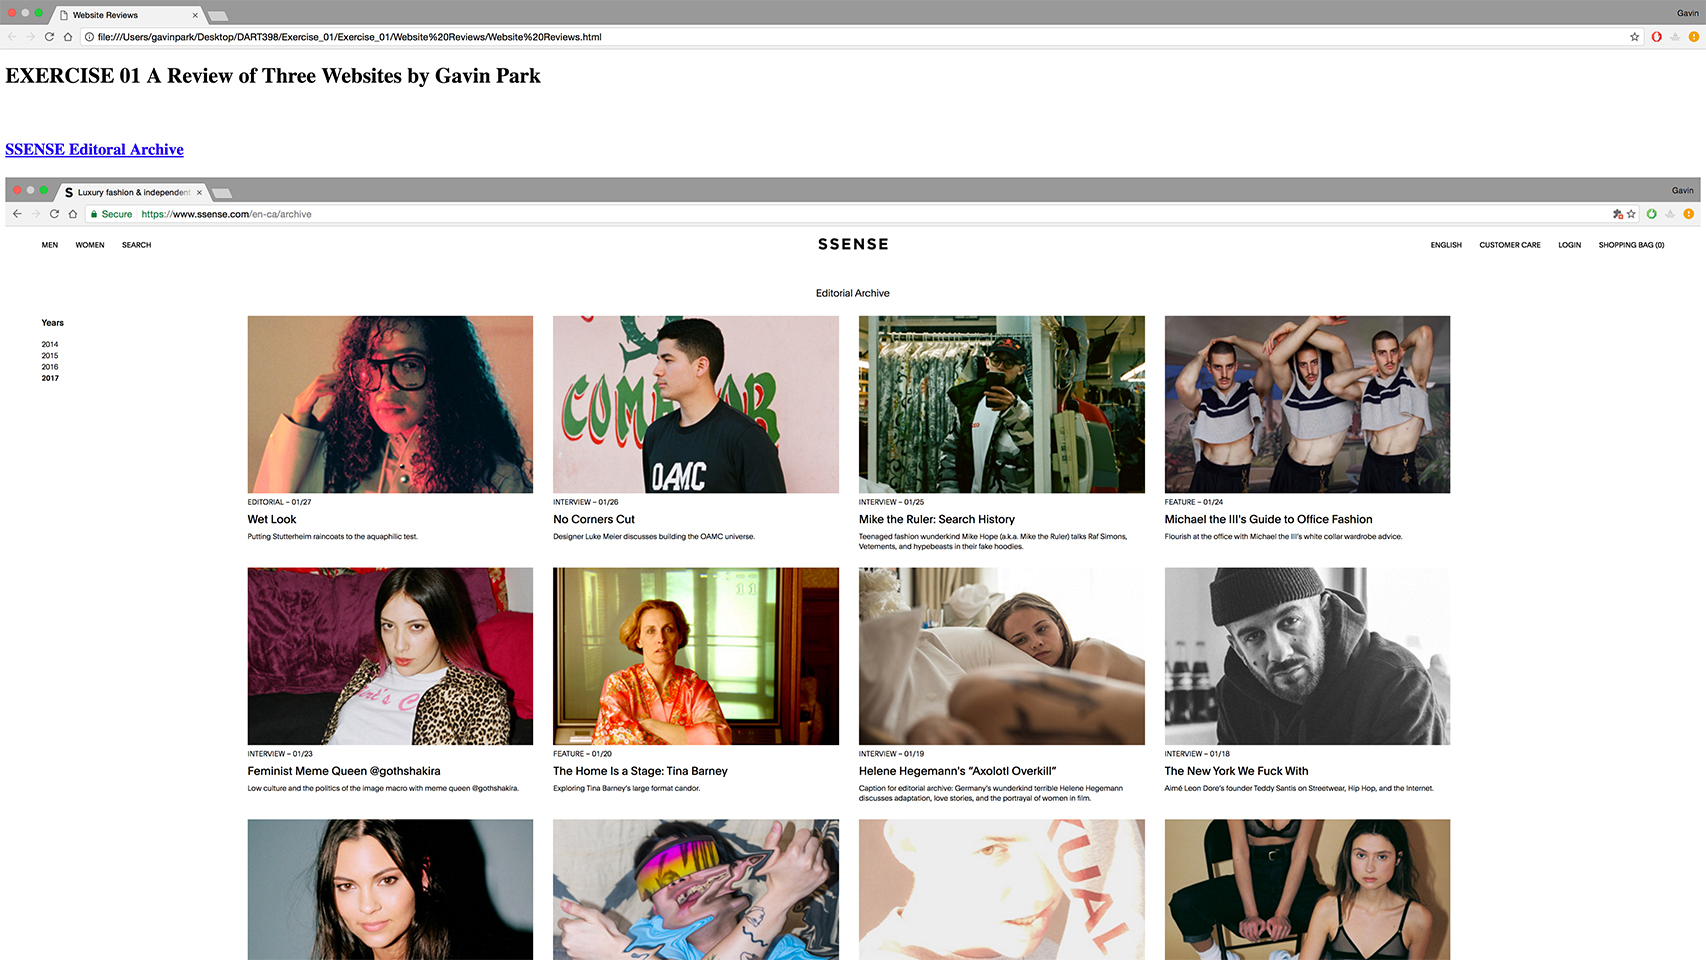 Website Reviews
Gavin
file:///Users/gavinpark/Desktop/DART398/Exercise_01/Exercise_01/Website%20Reviews/Website%20Reviews.html
EXERCISE 01 A Review of Three Websites by Gavin Park
SSENSE Editoral Archive
S Luxury fashion & independent
Gavin
Secure https://www.ssense.com/en-ca/archive
MEN WOMEN SEARCH SSENSE ENGLISH CUSTOMER CARE LOGIN SHOPPING BAG (0)
Editorial Archive
Years
2014
2015
2016
2017
OAMC
EDITORIAL – 01/27
Wet Look
Putting Stutterheim raincoats to the aquaphilic test.
INTERVIEW – 01/26
No Corners Cut
Designer Luke Meier discusses building the OAMC universe.
INTERVIEW – 01/25
Mike the Ruler: Search History
Teenaged fashion wunderkind Mike Hope (a.k.a. Mike the Ruler) talks Raf Simons,
Vetements, and hypebeasts in their fake hoodies.
FEATURE – 01/24
Michael the III's Guide to Office Fashion
Flourish at the office with Michael the III's white collar wardrobe advice.
INTERVIEW – 01/23
Feminist Meme Queen @gothshakira
Low culture and the politics of the image macro with meme queen @gothshakira.
FEATURE – 01/20
The Home Is a Stage: Tina Barney
Exploring Tina Barney's large format candor.
INTERVIEW – 01/19
Helene Hegemann's “Axolotl Overkill”
Caption for editorial archive: Germany's wunderkind terrible Helene Hegemann
discusses adaptation, love stories, and the portrayal of women in film.
INTERVIEW – 01/18
The New York We Fuck With
Aimé Leon Dore's founder Teddy Santis on Streetwear, Hip Hop, and the Internet.
XUAL